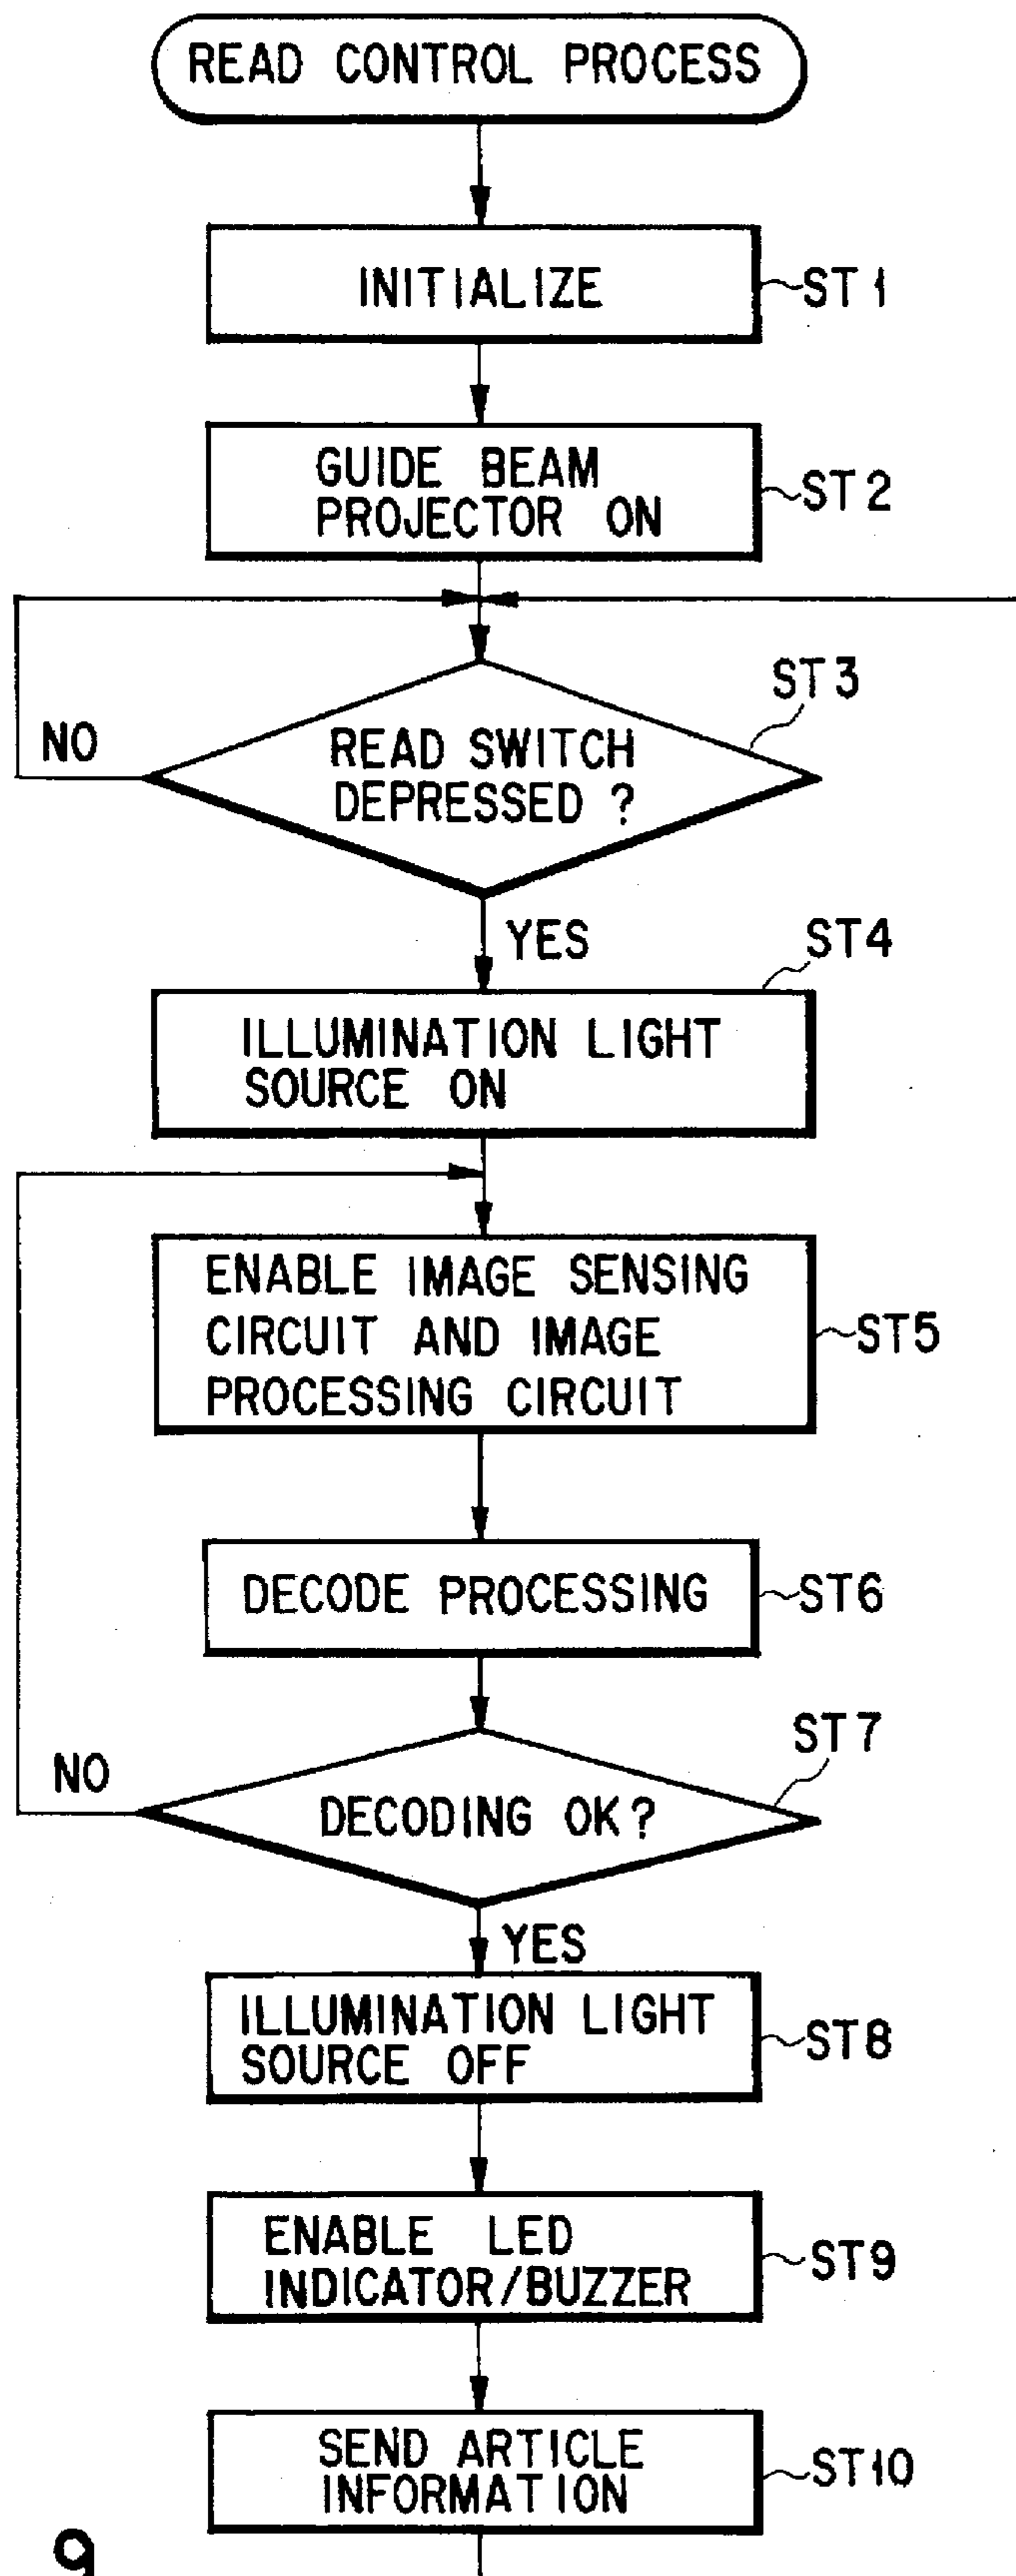 READ CONTROL PROCESS
INITIALIZE
ST1
GUIDE BEAM
PROJECTOR ON
ST2
ST3
READ SWITCH
DEPRESSED ?
NO
YES
ST4
ILLUMINATION LIGHT
SOURCE ON
ENABLE IMAGE SENSING
CIRCUIT AND IMAGE
PROCESSING CIRCUIT
ST5
DECODE PROCESSING
ST6
ST7
NO
DECODING OK?
YES
ILLUMINATION LIGHT
SOURCE OFF
ST8
ENABLE LED
INDICATOR/BUZZER
ST9
SEND ARTICLE
INFORMATION
ST10
9